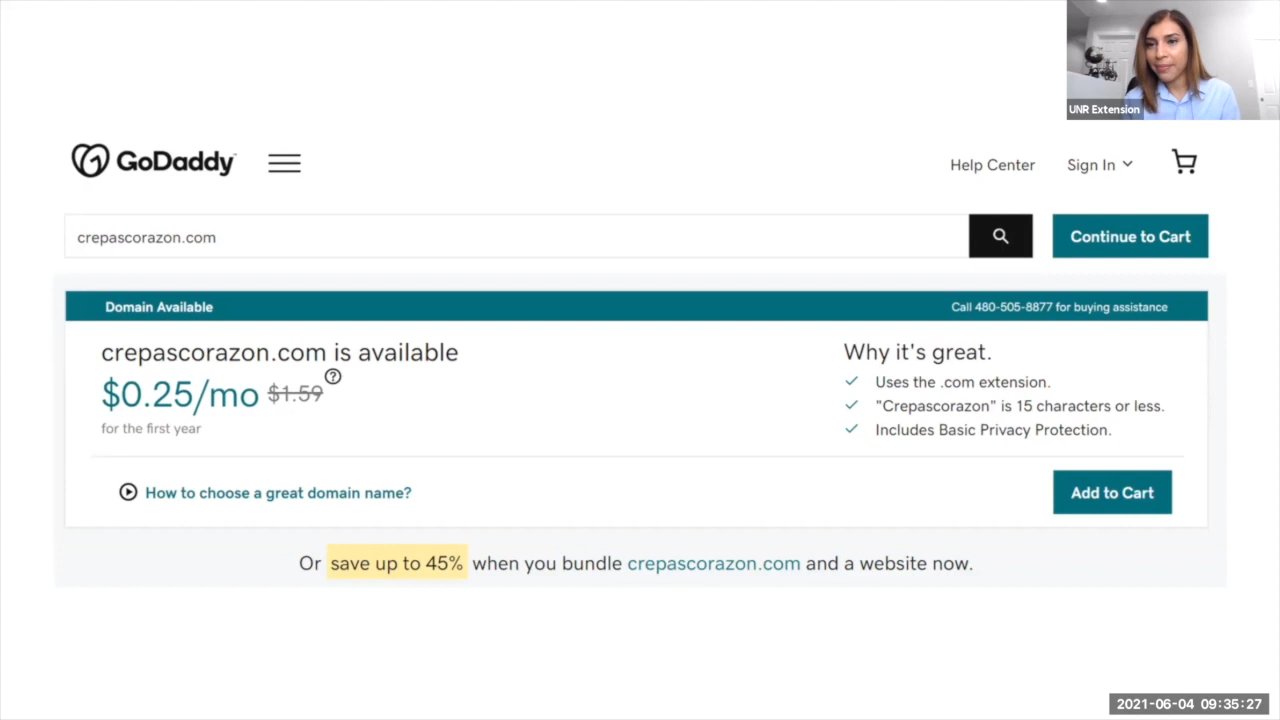 UNR Extension
GoDaddy
Help Center
Sign In
crepascorazon.com
Continue to Cart
Domain Available
Call 480-505-8877 for buying assistance
crepascorazon.com is available
$0.25/mo $1.59 ?
for the first year
Why it's great.
Uses the .com extension.
"Crepascorazon" is 15 characters or less.
Includes Basic Privacy Protection.
How to choose a great domain name?
Add to Cart
Or save up to 45% when you bundle crepascorazon.com and a website now.
2021-06-04 09:35:27